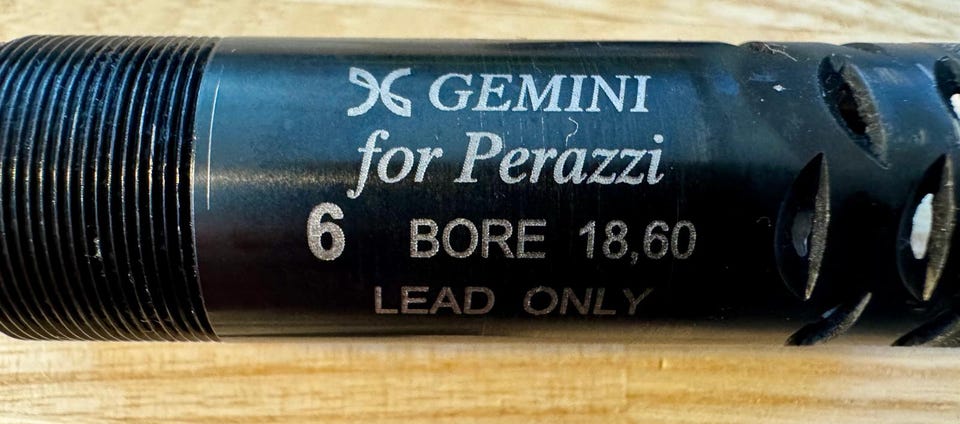 GEMINI
for Perazzi
6 BORE 18,60
LEAD ONLY